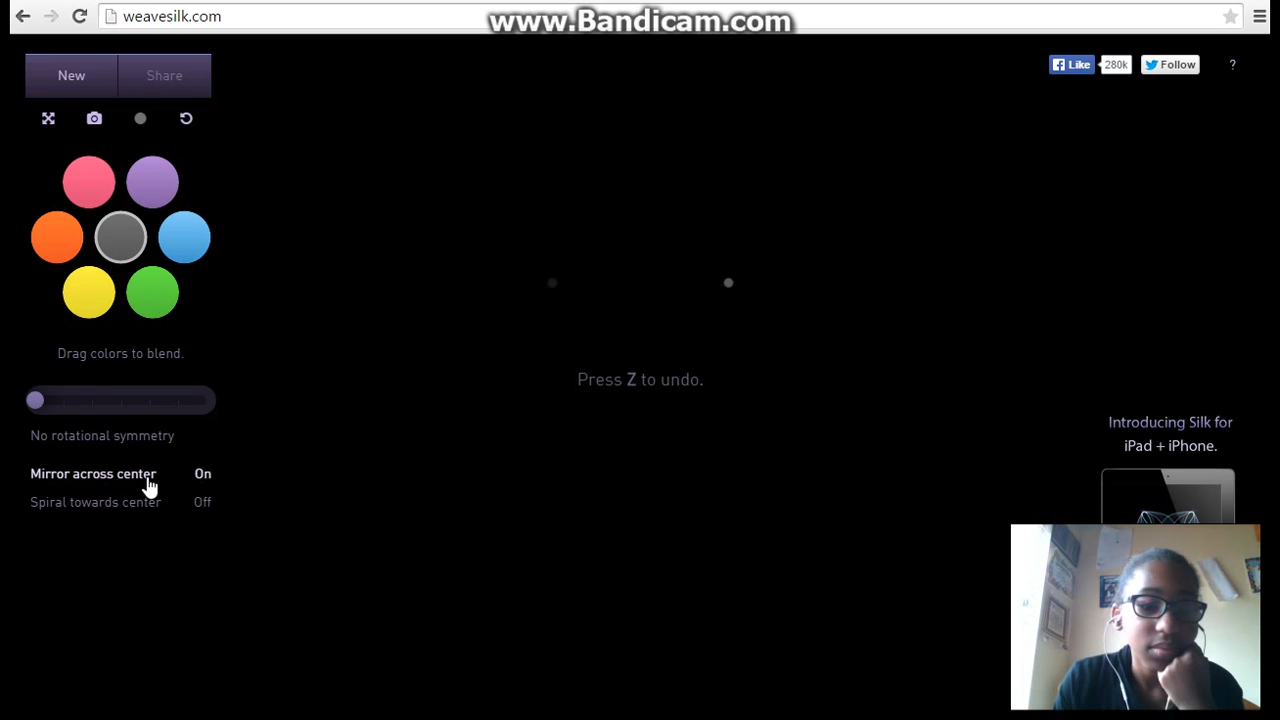 weavesilk.com
www.Bandicam.com
New Share
Like 280k Follow ?
Drag colors to blend.
Press Z to undo.
No rotational symmetry
Introducing Silk for
iPad + iPhone.
Mirror across center On
Spiral towards center Off